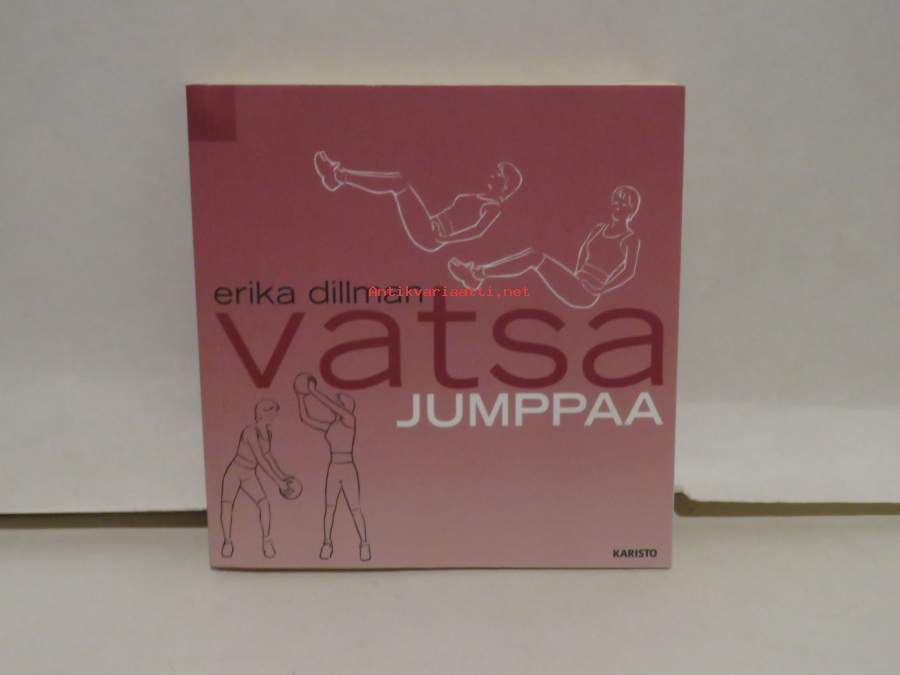 erika dillman
Antikvariaatti.net
vatsa
JUMPPAA
KARISTO